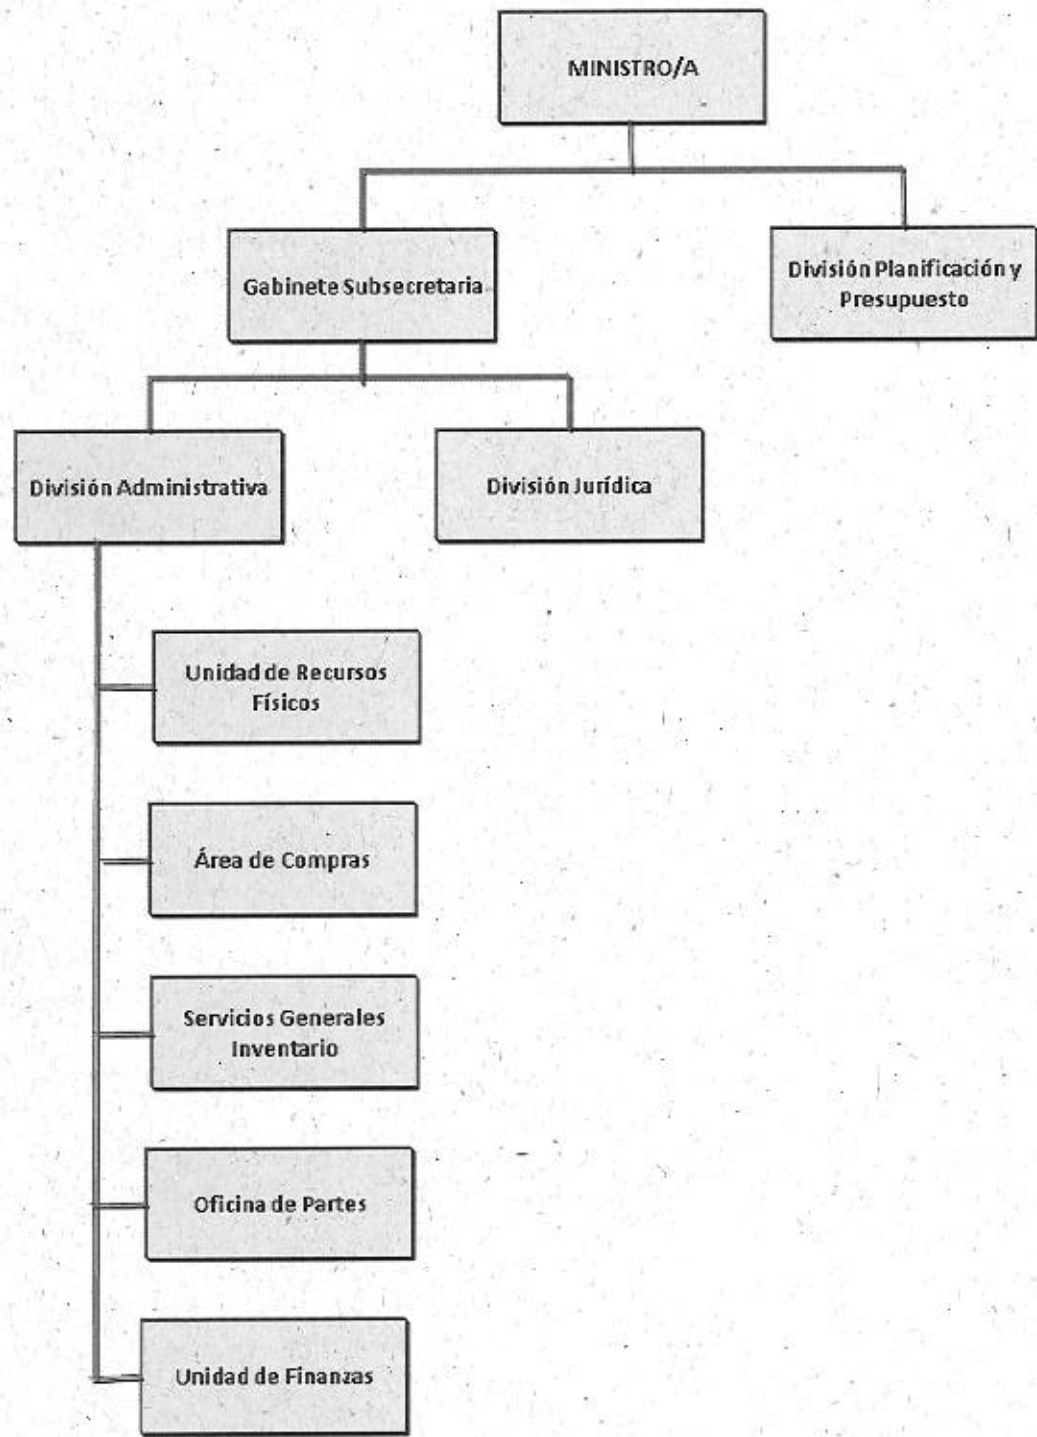 MINISTRO/A
Gabinete Subsecretaria
División Planificación y
Presupuesto
División Administrativa
División Jurídica
Unidad de Recursos
Físicos
Área de Compras
Servicios Generales
Inventario
Oficina de Partes
Unidad de Finanzas